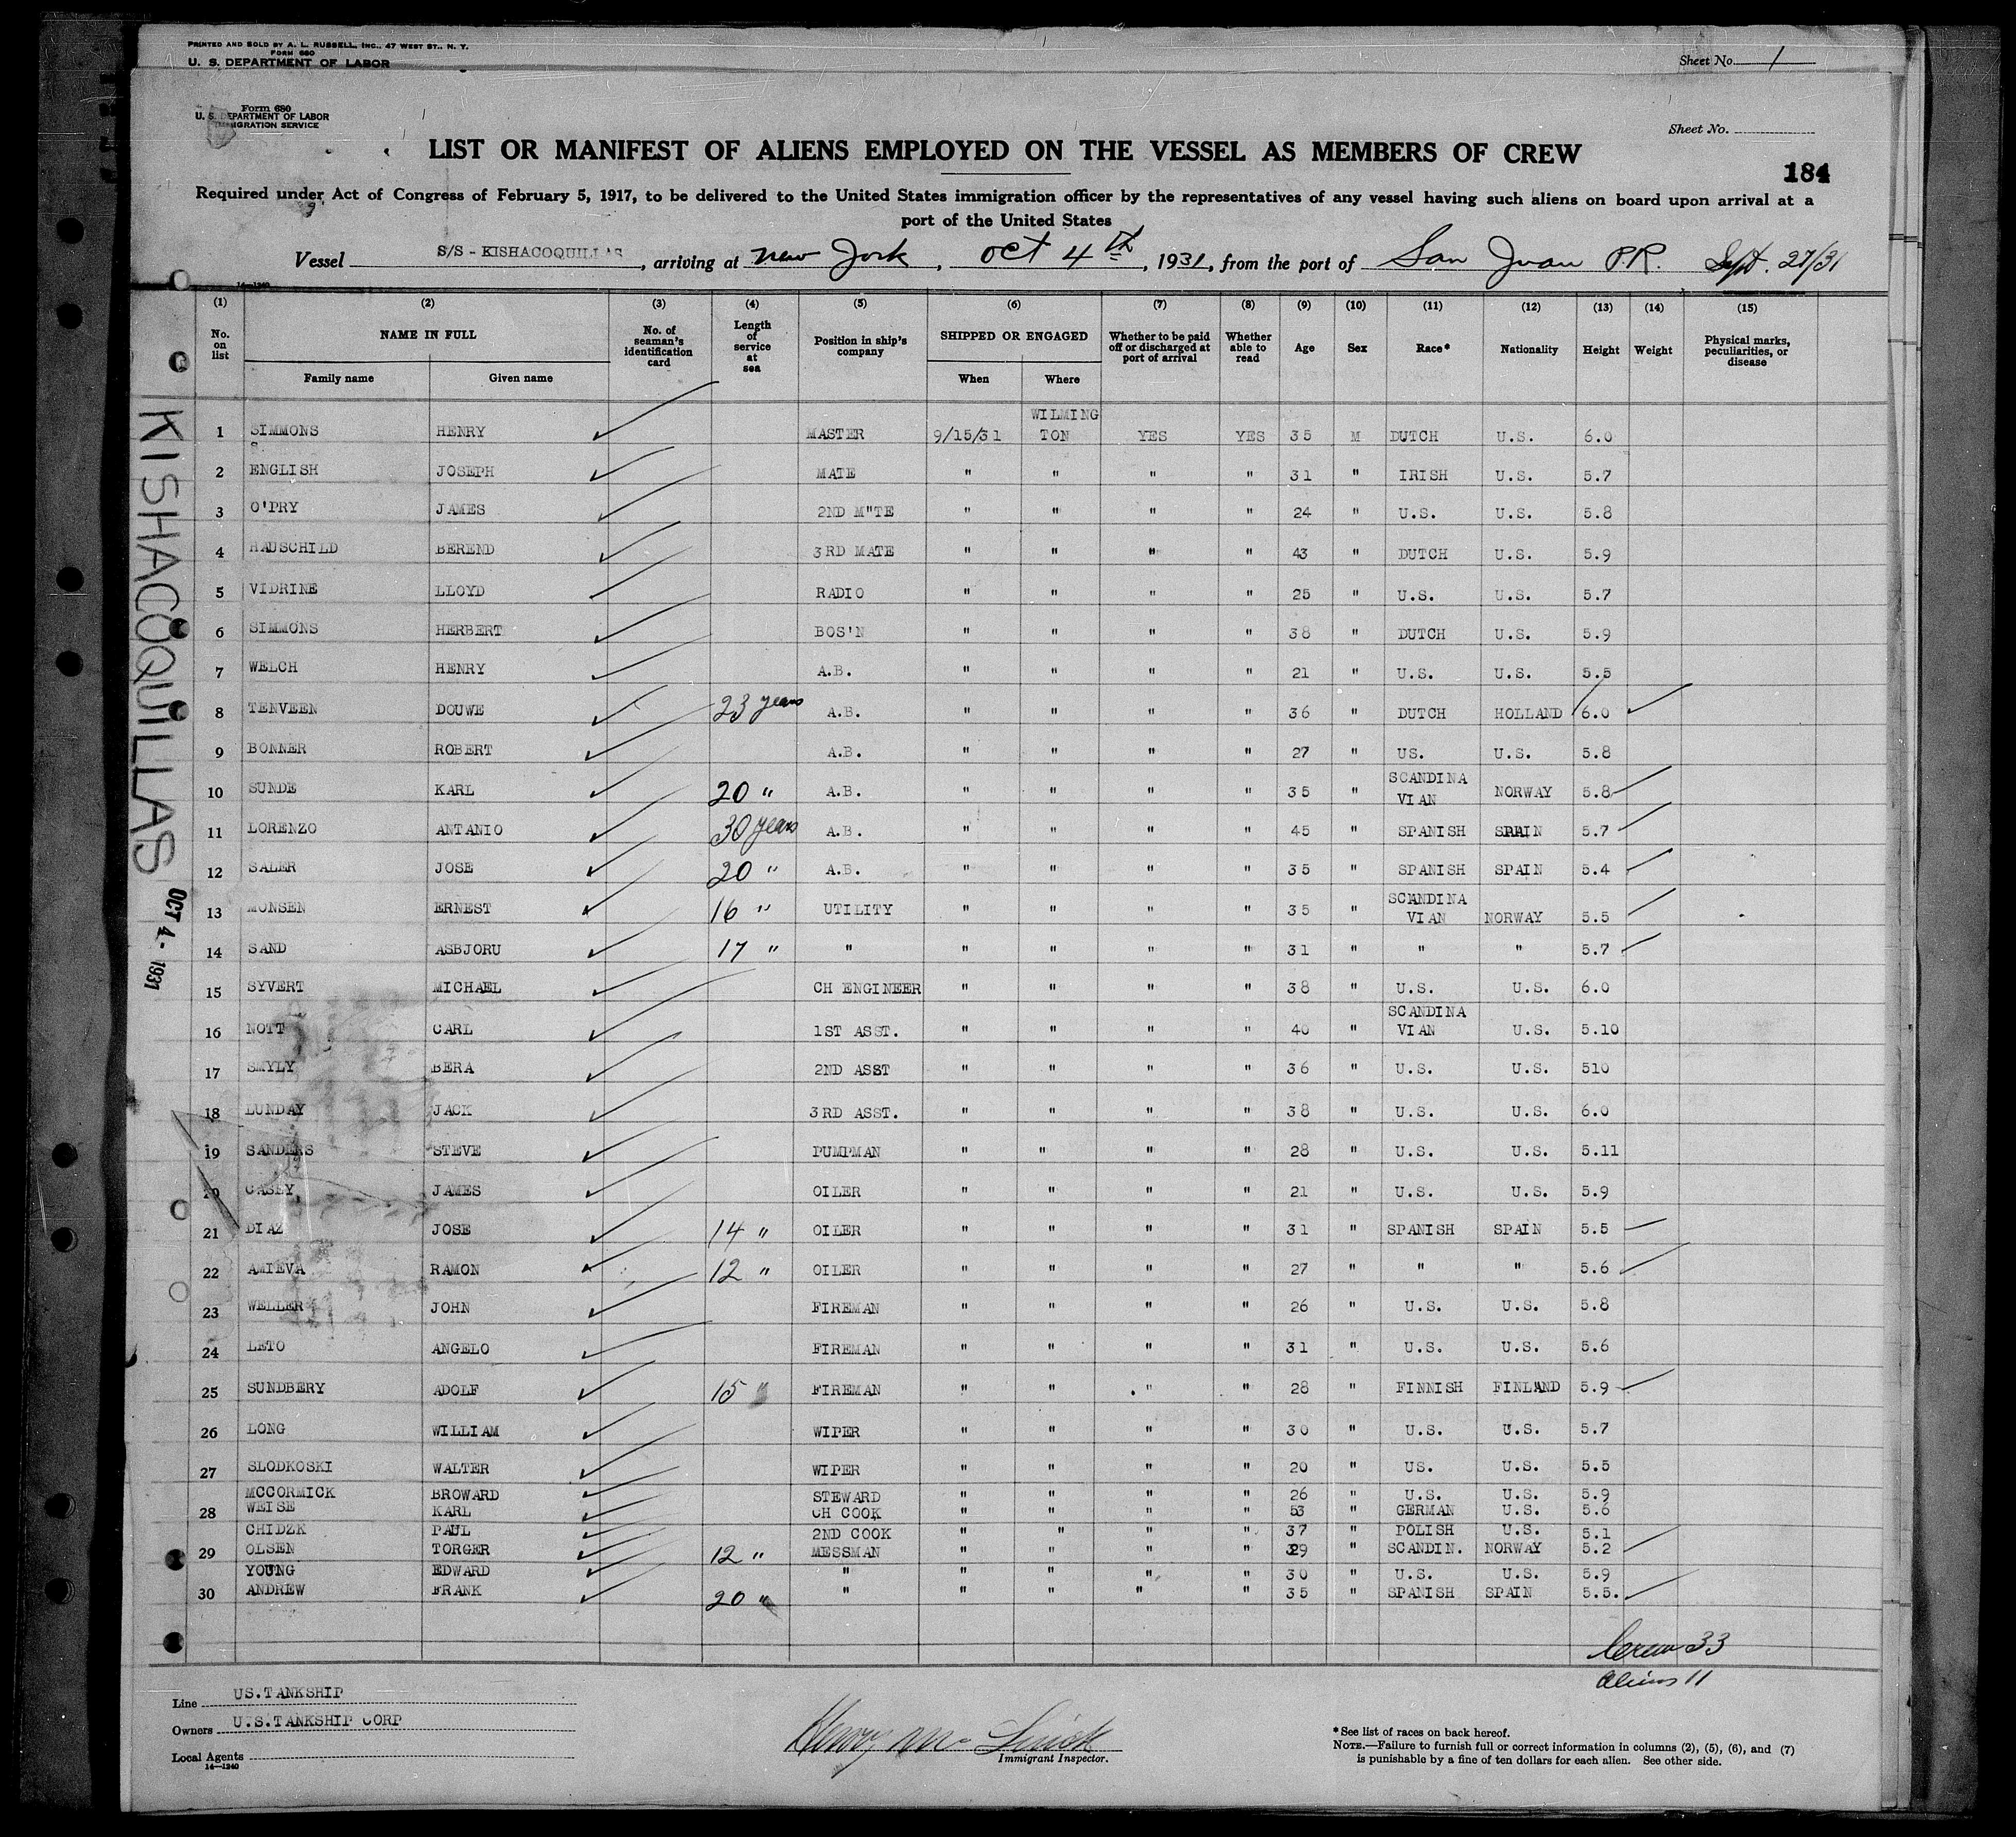 PRINTED AND SOLD BY A. L. RUSSELL, INC., 47 WEST ST., N. Y.
FORM 680
U. S. DEPARTMENT OF LABOR
Sheet No. 1
Form 680
U. S. DEPARTMENT OF LABOR
IMMIGRATION SERVICE
Sheet No.
LIST OR MANIFEST OF ALIENS EMPLOYED ON THE VESSEL AS MEMBERS OF CREW
184
Required under Act of Congress of February 5, 1917, to be delivered to the United States immigration officer by the representatives of any vessel having such aliens on board upon arrival at a
port of the United States
Vessel S/S - KISHACOQUILLAS, arriving at New York, Oct 4th, 1931, from the port of San Juan P.R. Sept. 27/31
14—1240
(1) (2) (3) (4) (5) (6) (7) (8) (9) (10) (11) (12) (13) (14) (15)
No. on list NAME IN FULL No. of seaman's identification card Length of service at sea Position in ship's company SHIPPED OR ENGAGED Whether to be paid off or discharged at port of arrival Whether able to read Age Sex Race* Nationality Height Weight Physical marks, peculiarities, or disease
Family name Given name When Where
1 SIMMONS HENRY MASTER 9/15/31 WILMINGTON YES YES 35 M DUTCH U.S. 6.0
S
2 ENGLISH JOSEPH MATE " " " " 31 " IRISH U.S. 5.7
3 O'PRY JAMES 2ND M"TE " " " " 24 " U.S. U.S. 5.8
4 HAUSCHILD BEREND 3RD MATE " " " " 43 " DUTCH U.S. 5.9
5 VIDRINE LLOYD RADIO " " " " 25 " U.S. U.S. 5.7
6 SIMMONS HERBERT BOS'N " " " " 38 " DUTCH U.S. 5.9
7 WELCH HENRY A.B. " " " " 21 " U.S. U.S. 5.5
8 TENVEEN DOUWE 23 years A.B. " " " " 36 " DUTCH HOLLAND 6.0
9 BONNER ROBERT A.B. " " " " 27 " US. U.S. 5.8
10 SUNDE KARL 20 " A.B. " " " " 35 " SCANDINAVIAN NORWAY 5.8
11 LORENZO ANTANIO 30 years A.B. " " " " 45 " SPANISH SPAIN 5.7
12 SALER JOSE 20 " A.B. " " " " 35 " SPANISH SPAIN 5.4
13 MONSEN ERNEST 16 " UTILITY " " " " 35 " SCANDINAVIAN NORWAY 5.5
14 SAND ASBJORU 17 " " " " " " 31 " " " 5.7
15 SYVERT MICHAEL CH ENGINEER " " " " 38 " U.S. U.S. 6.0
16 NOTT CARL 1ST ASST. " " " " 40 " SCANDINAVIAN U.S. 5.10
17 SMYLY BERA 2ND ASST " " " " 36 " U.S. U.S. 510
18 LUNDAY JACK 3RD ASST. " " " " 38 " U.S. U.S. 6.0
19 SANDERS STEVE PUMPMAN " " " " 28 " U.S. U.S. 5.11
20 CASEY JAMES OILER " " " " 21 " U.S. U.S. 5.9
21 DIAZ JOSE 14 " OILER " " " " 31 " SPANISH SPAIN 5.5
22 AMIEVA RAMON 12 " OILER " " " " 27 " " " 5.6
23 WELLER JOHN FIREMAN " " " " 26 " U.S. U.S. 5.8
24 LETO ANGELO FIREMAN " " " " 31 " U.S. U.S. 5.6
25 SUNDBERY ADOLF 15 " FIREMAN " " " " 28 " FINNISH FINLAND 5.9
26 LONG WILLIAM WIPER " " " " 30 " U.S. U.S. 5.7
27 SLODKOSKI WALTER WIPER " " " " 20 " US. U.S. 5.5
MCCORMICK BROWARD STEWARD " " " " 26 " U.S. U.S. 5.9
28 WEISE KARL CH COOK " " " " 53 " GERMAN U.S. 5.6
CHIDZK PAUL 2ND COOK " " " " 37 " POLISH U.S. 5.1
29 OLSEN TORGER 12 " MESSMAN " " " " 29 " SCANDIN. NORWAY 5.2
YOUNG EDWARD " " " " " 30 " U.S. U.S. 5.9
30 ANDREW FRANK 20 " " " " " " 35 " SPANISH SPAIN 5.5.
Crew 33
Aliens 11
KISHACOQUILLAS
OCT 4 - 1931
Line US.TANKSHIP
Owners U.S.TANKSHIP CORP
Local Agents
14—1240
Immigrant Inspector.
*See list of races on back hereof.
NOTE.—Failure to furnish full or correct information in columns (2), (5), (6), and (7)
is punishable by a fine of ten dollars for each alien. See other side.